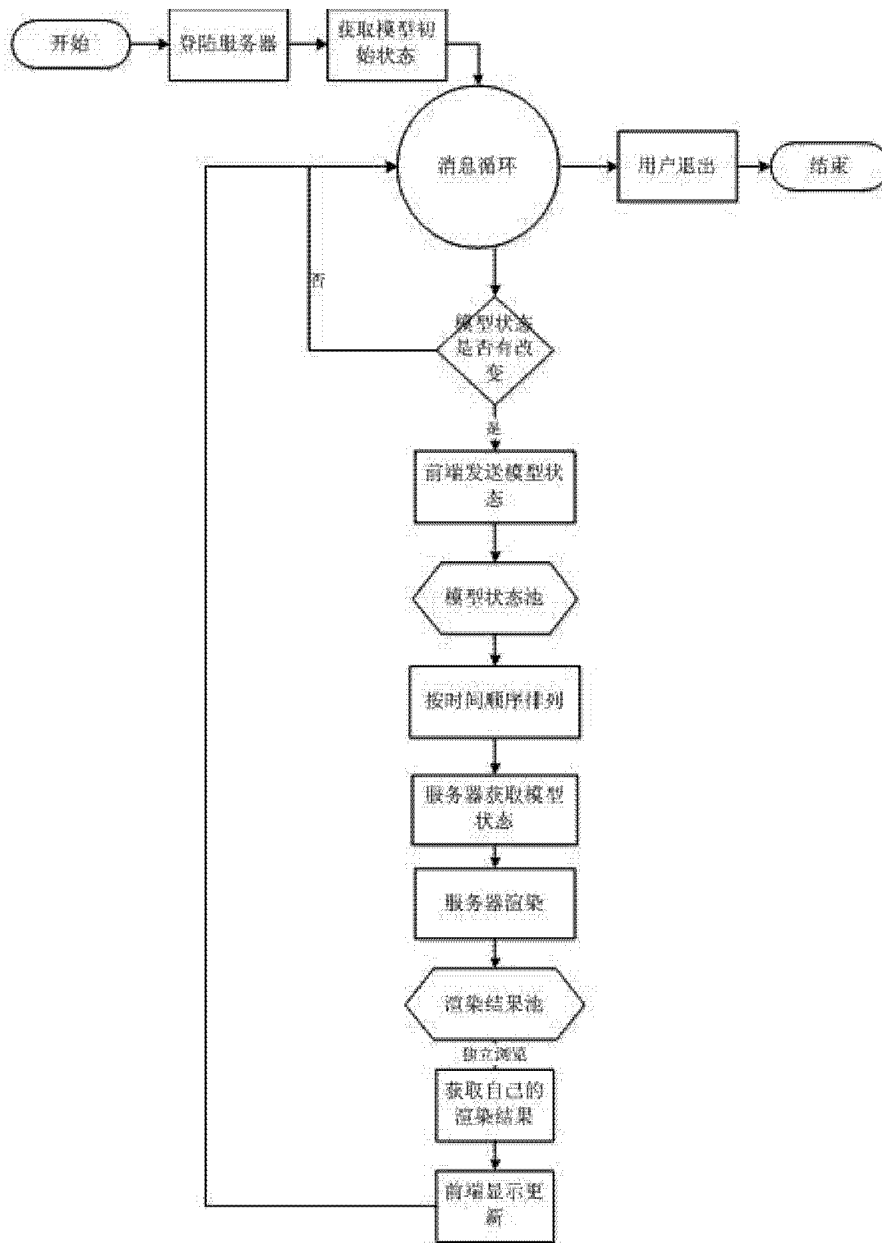 开始
登陆服务器
获取模型初
始状态
消息循环
用户退出
结束
否
模型状态
是否有改
变
是
前端发送模型状
态
模型状态池
按时间顺序排列
服务器获取模型
状态
服务器渲染
渲染结果池
独立浏览
获取自己的
渲染结果
前端显示更
新